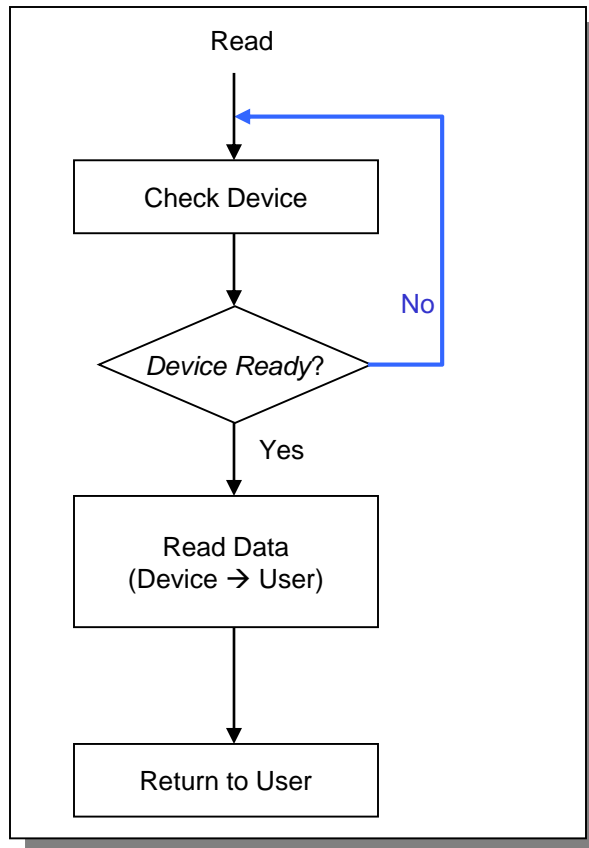 Read
Check Device
No
Device Ready?
Yes
Read Data
(Device → User)
Return to User